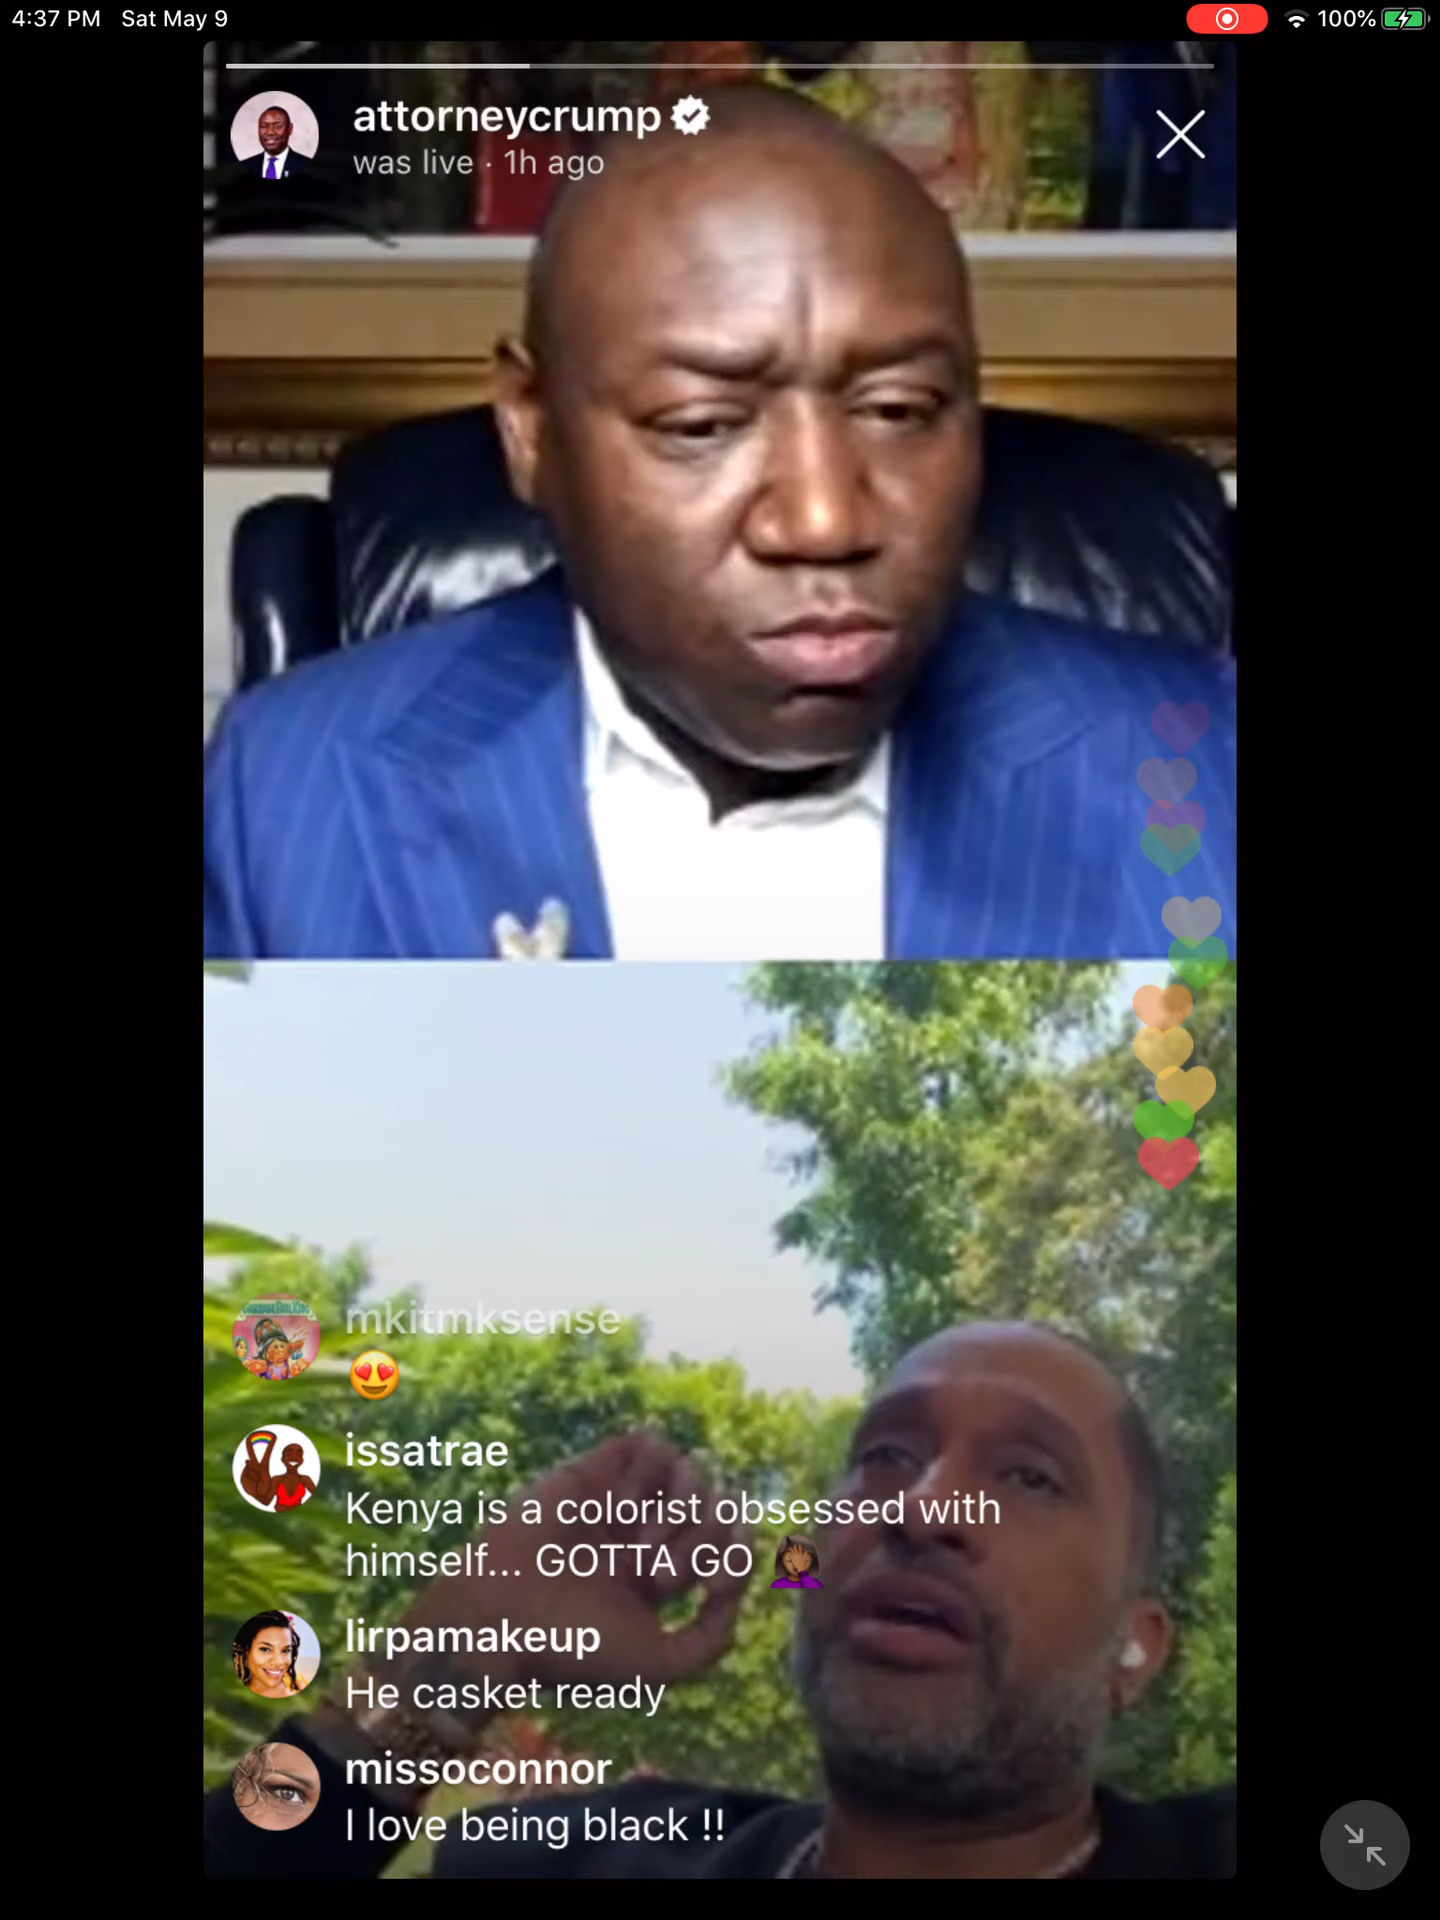 4:37 PM Sat May 9
100%
attorneycrump
was live · 1h ago
mkitmksense
😍
issatrae
Kenya is a colorist obsessed with
himself... GOTTA GO 🤦🏾‍♀️
lirpamakeup
He casket ready
missoconnor
I love being black !!